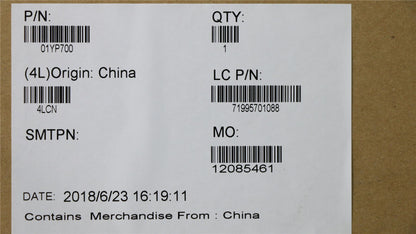 P/N: QTY:
01YP700 1
(4L)Origin: China LC P/N:
4LCN 71995701088
SMTPN: MO:
12085461
DATE: 2018/6/23 16:19:11
Contains Merchandise From : China